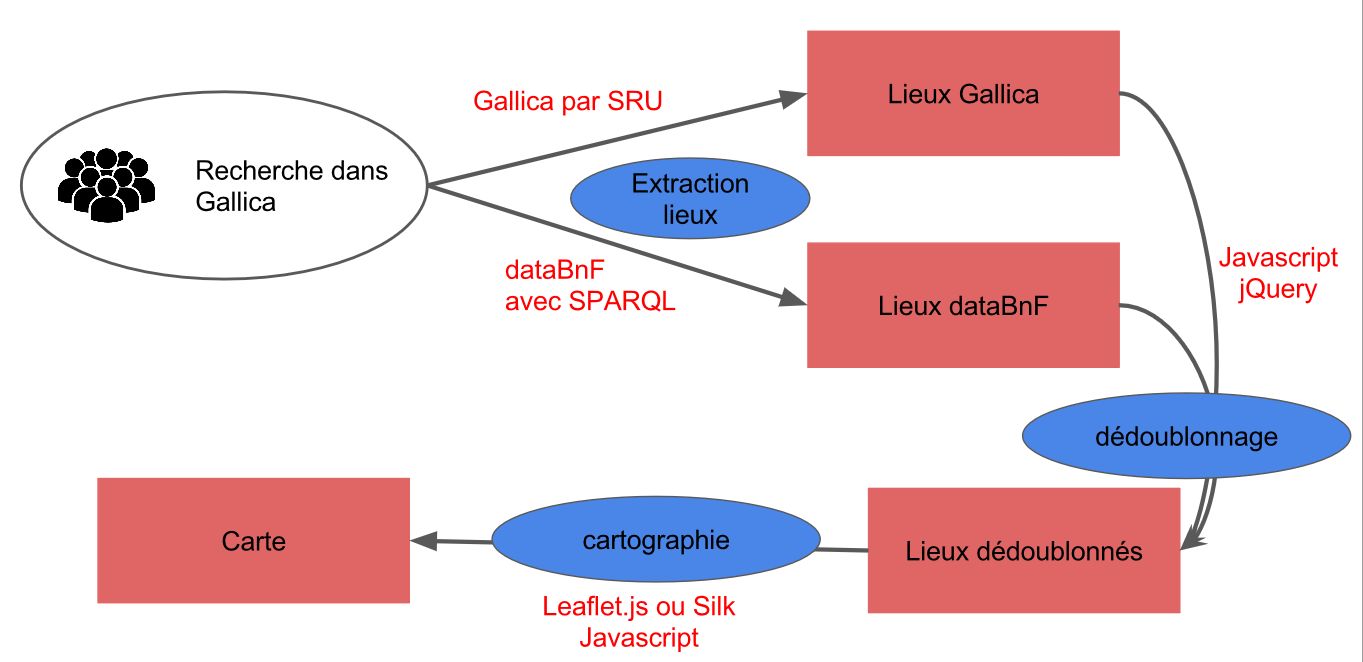 Recherche dans
Gallica
Gallica par SRU
Extraction
lieux
dataBnF
avec SPARQL
Lieux Gallica
Lieux dataBnF
Javascript
jQuery
dédoublonnage
Lieux dédoublonnés
cartographie
Leaflet.js ou Silk
Javascript
Carte